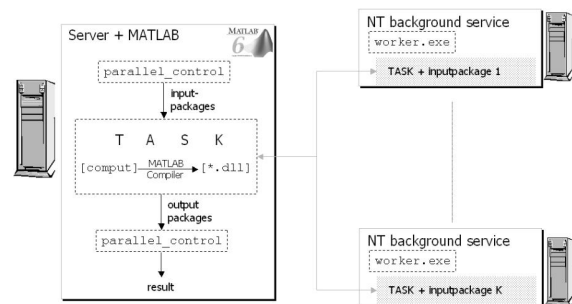 Server + MATLAB
MATLAB
6
parallel_control
input-
packages
T A S K
[comput] MATLAB Compiler [*.dll]
output
packages
parallel_control
result
NT background service
worker.exe
TASK + inputpackage 1
NT background service
worker.exe
TASK + inputpackage K